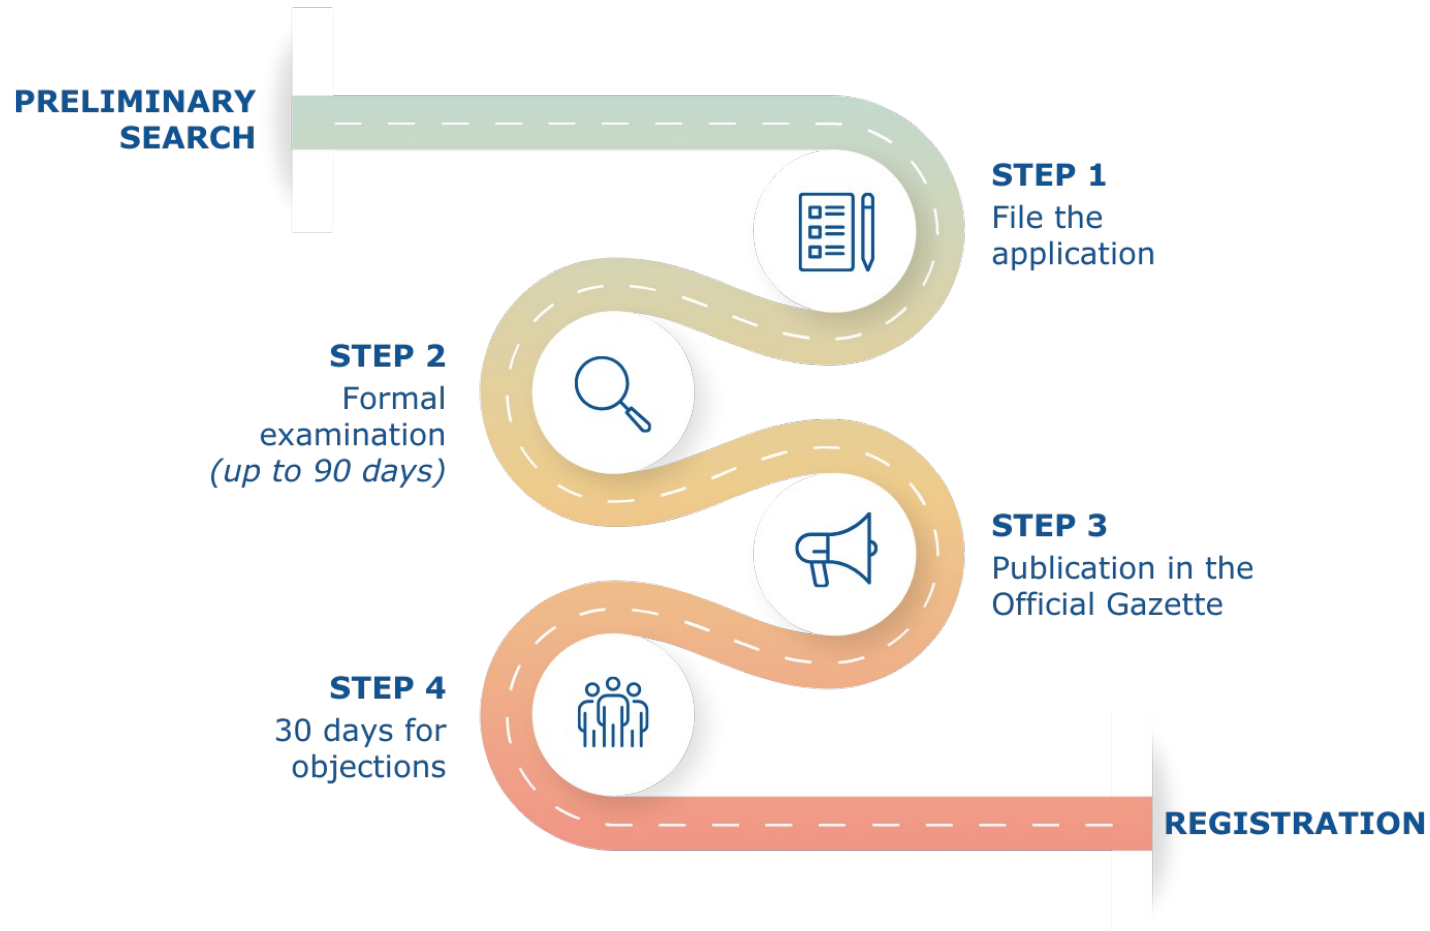 PRELIMINARY
SEARCH
STEP 1
File the
application
STEP 2
Formal
examination
(up to 90 days)
STEP 3
Publication in the
Official Gazette
STEP 4
30 days for
objections
REGISTRATION